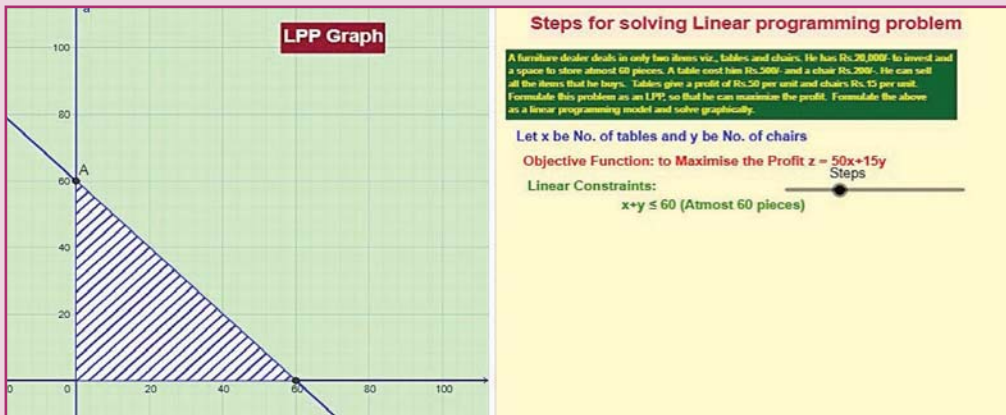 a
LPP Graph
100
80
A
60
40
20
0
0
20
40
60
80
100
Steps for solving Linear programming problem
A furniture dealer deals in only two items viz., tables and chairs. He has Rs.20,000/- to invest and
a space to store atmost 60 pieces. A table cost him Rs.500/- and a chair Rs.200/-. He can sell
all the items that he buys. Tables give a profit of Rs.50 per unit and chairs Rs.15 per unit.
Formulate this problem as an LPP, so that he can maximize the profit. Formulate the above
as a linear programming model and solve graphically.
Let x be No. of tables and y be No. of chairs
Objective Function: to Maximise the Profit z = 50x+15y
Steps
Linear Constraints:
x+y ≤ 60 (Atmost 60 pieces)